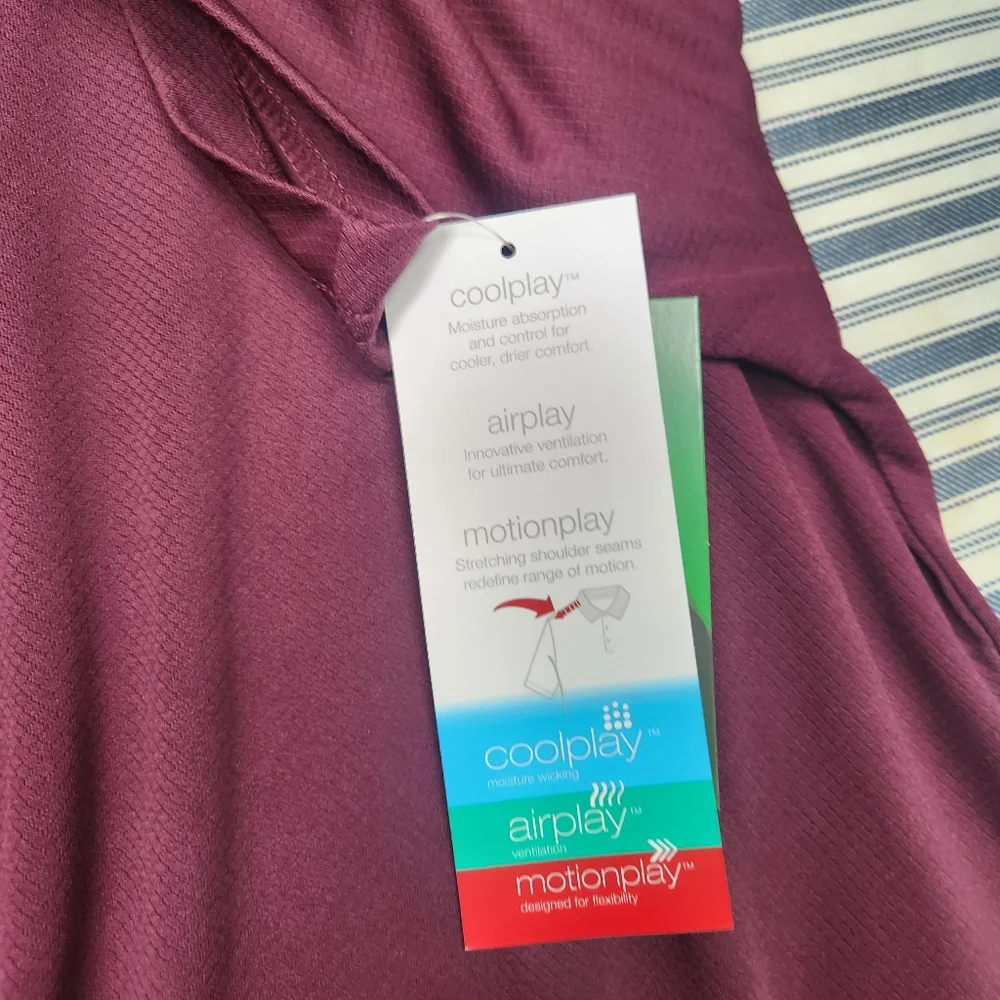 coolplay™
Moisture absorption
and control for
cooler, drier comfort.
airplay
Innovative ventilation
for ultimate comfort.
motionplay
Stretching shoulder seams
redefine range of motion.
coolplay™
moisture wicking
airplay™
ventilation
motionplay™
designed for flexibility